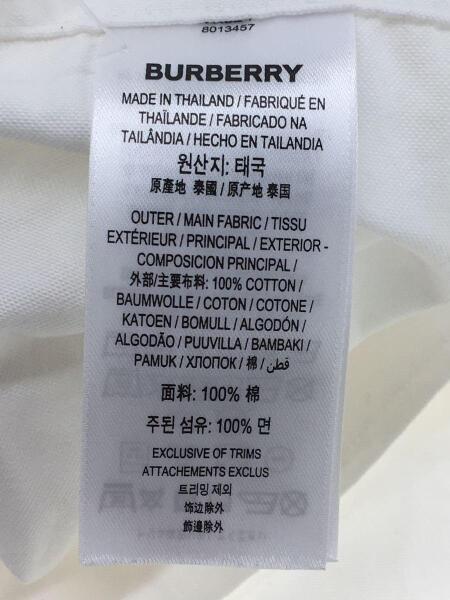 8013457
BURBERRY
MADE IN THAILAND / FABRIQUÉ EN
THAÏLANDE / FABRICADO NA
TAILÂNDIA / HECHO EN TAILANDIA
원산지: 태국
原產地 泰國 / 原产地 泰国
OUTER / MAIN FABRIC / TISSU
EXTÉRIEUR / PRINCIPAL / EXTERIOR -
COMPOSICION PRINCIPAL /
外部/主要布料: 100% COTTON /
BAUMWOLLE / COTON / COTONE /
KATOEN / BOMULL / ALGODÓN /
ALGODÃO / PUUVILLA / BAMBAKI /
PAMUK / ХЛОПОК / 棉 / قطن
面料: 100% 棉
주된 섬유: 100% 면
EXCLUSIVE OF TRIMS
ATTACHEMENTS EXCLUS
트리밍 제외
饰边除外
飾邊除外